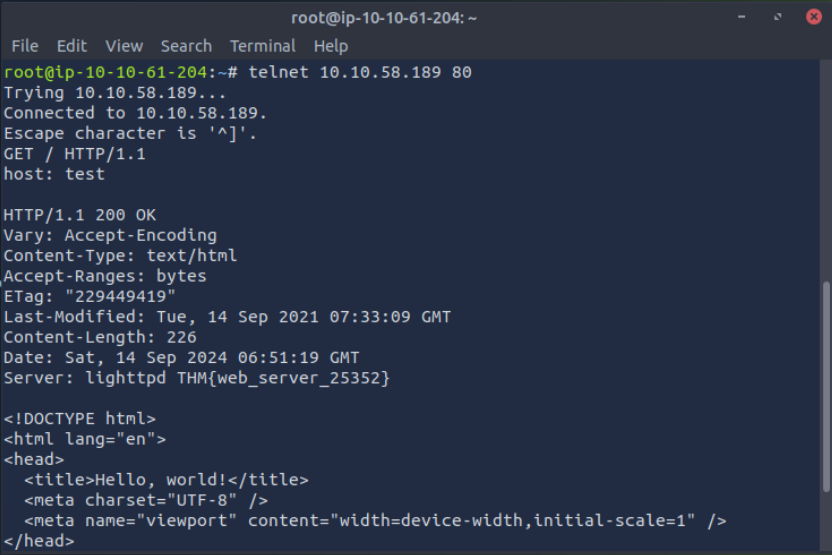 root@ip-10-10-61-204: ~
File Edit View Search Terminal Help
root@ip-10-10-61-204:~# telnet 10.10.58.189 80
Trying 10.10.58.189...
Connected to 10.10.58.189.
Escape character is '^]'.
GET / HTTP/1.1
host: test

HTTP/1.1 200 OK
Vary: Accept-Encoding
Content-Type: text/html
Accept-Ranges: bytes
ETag: "229449419"
Last-Modified: Tue, 14 Sep 2021 07:33:09 GMT
Content-Length: 226
Date: Sat, 14 Sep 2024 06:51:19 GMT
Server: lighttpd THM{web_server_25352}

<!DOCTYPE html>
<html lang="en">
<head>
  <title>Hello, world!</title>
  <meta charset="UTF-8" />
  <meta name="viewport" content="width=device-width,initial-scale=1" />
</head>